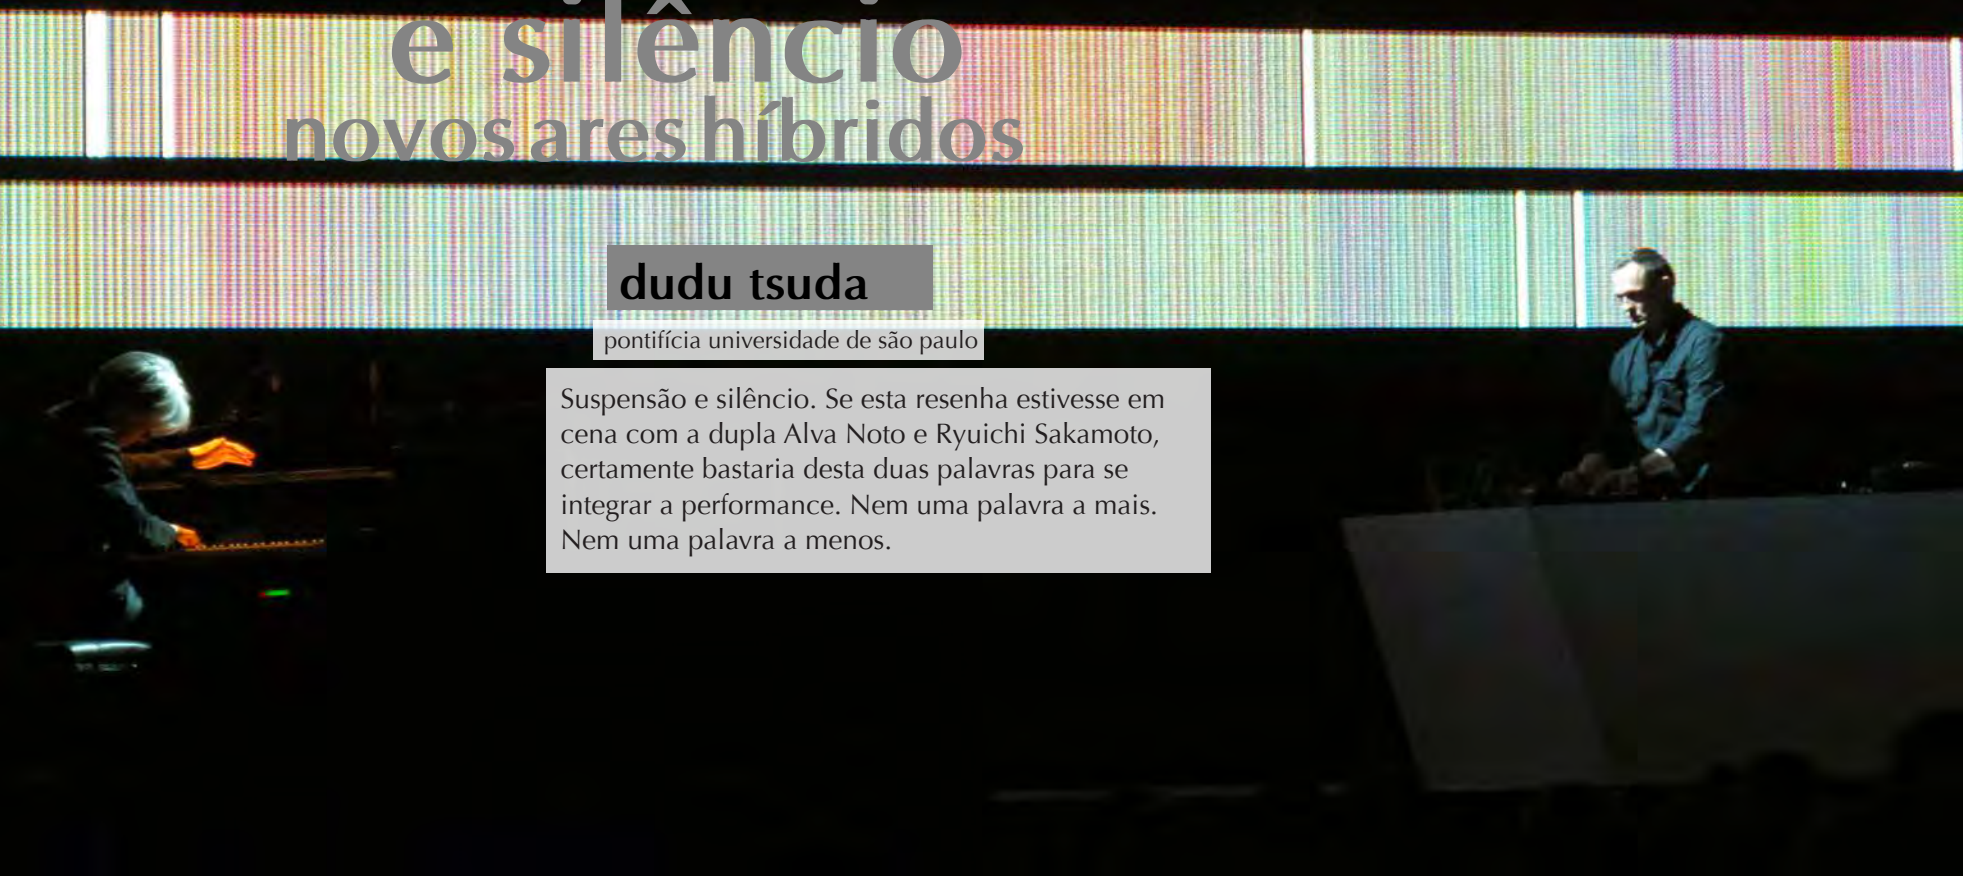 e silêncio
novos ares híbridos
dudu tsuda
pontifícia universidade de são paulo
Suspensão e silêncio. Se esta resenha estivesse em
cena com a dupla Alva Noto e Ryuichi Sakamoto,
certamente bastaria desta duas palavras para se
integrar a performance. Nem uma palavra a mais.
Nem uma palavra a menos.